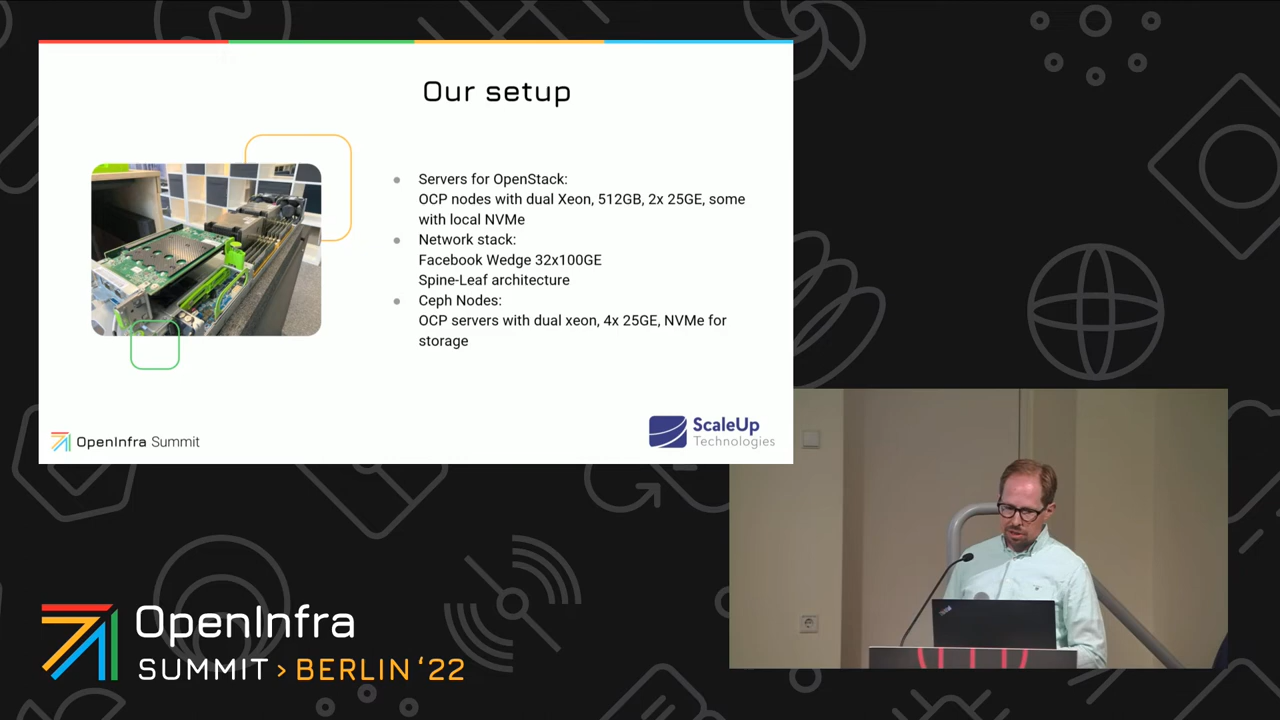 Our setup
Servers for OpenStack:
OCP nodes with dual Xeon, 512GB, 2x 25GE, some
with local NVMe
Network stack:
Facebook Wedge 32x100GE
Spine-Leaf architecture
Ceph Nodes:
OCP servers with dual xeon, 4x 25GE, NVMe for
storage
OpenInfra Summit
ScaleUp
Technologies
OpenInfra
SUMMIT > BERLIN ‘22